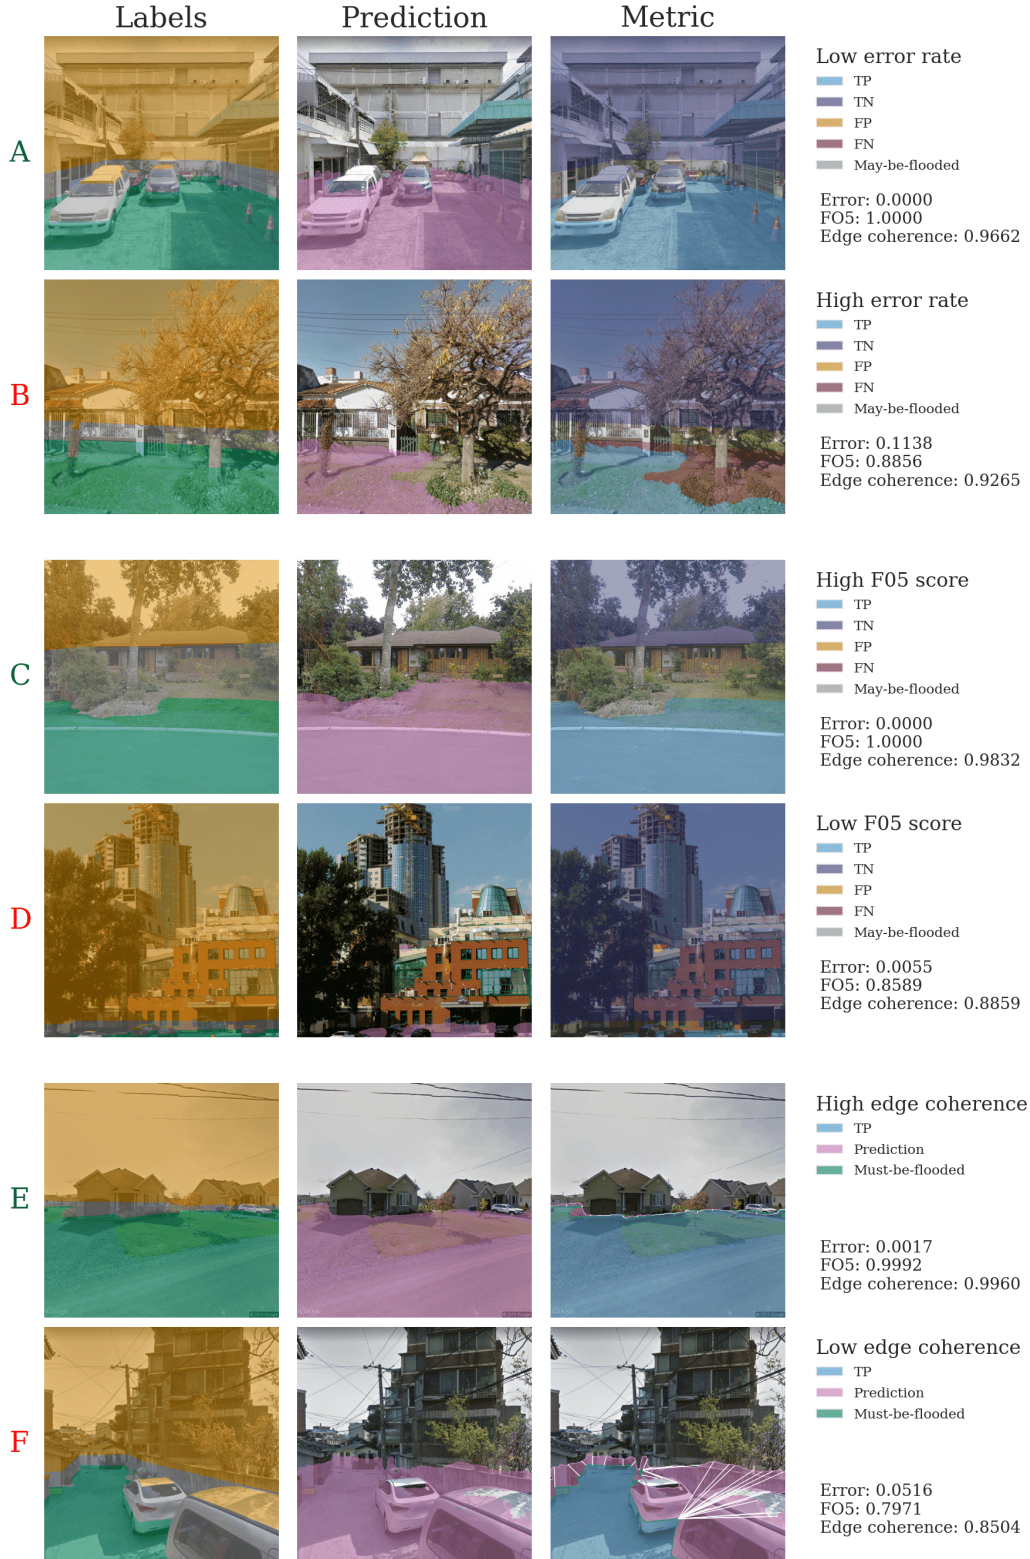 Labels Prediction Metric
A
Low error rate
TP
TN
FP
FN
May-be-flooded
Error: 0.0000
FO5: 1.0000
Edge coherence: 0.9662
B
High error rate
TP
TN
FP
FN
May-be-flooded
Error: 0.1138
FO5: 0.8856
Edge coherence: 0.9265
C
High F05 score
TP
TN
FP
FN
May-be-flooded
Error: 0.0000
FO5: 1.0000
Edge coherence: 0.9832
D
Low F05 score
TP
TN
FP
FN
May-be-flooded
Error: 0.0055
FO5: 0.8589
Edge coherence: 0.8859
E
High edge coherence
TP
Prediction
Must-be-flooded
Error: 0.0017
FO5: 0.9992
Edge coherence: 0.9960
Google
Google
Google
F
Low edge coherence
TP
Prediction
Must-be-flooded
Error: 0.0516
FO5: 0.7971
Edge coherence: 0.8504